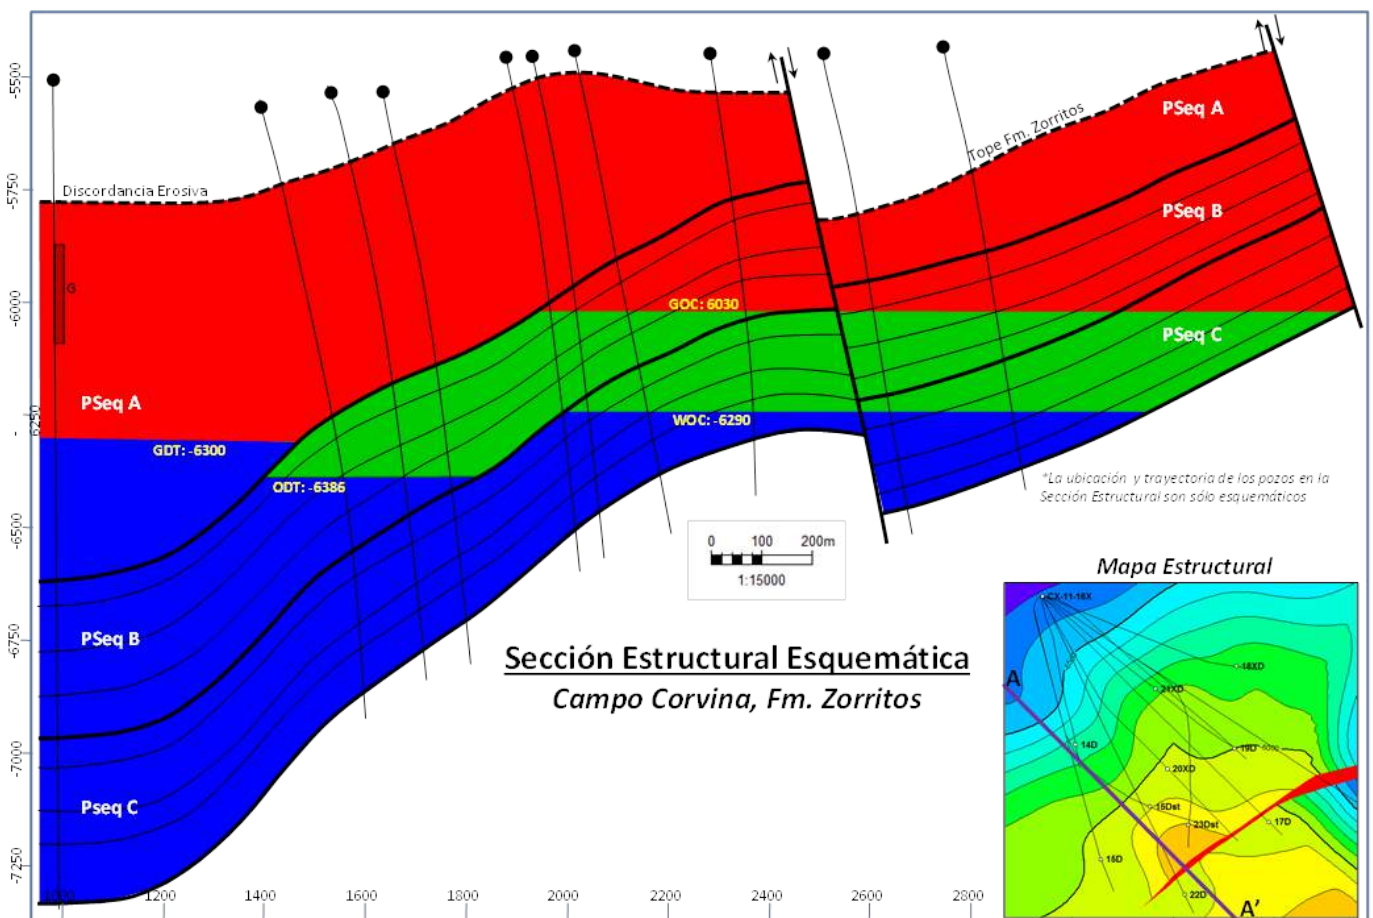 -5500
-5750
-6000
-6250
-6500
-6750
-7000
-7250
Discordancia Erosiva
Tope Fm. Zorritos
PSeq A
PSeq B
PSeq C
G
GOC: 6030
PSeq A
WOC: -6290
GDT: -6300
ODT: -6386
*La ubicación y trayectoria de los pozos en la
Sección Estructural son sólo esquemáticos
0 100 200m
1:15000
PSeq B
Pseq C
Sección Estructural Esquemática
Campo Corvina, Fm. Zorritos
Mapa Estructural
CX-11-16X
18XD
A
21XD
14D
19D
20XD
16Dst
23Dst
17D
15D
22D
A'
1200 1400 1600 1800 2000 2200 2400 2600 2800